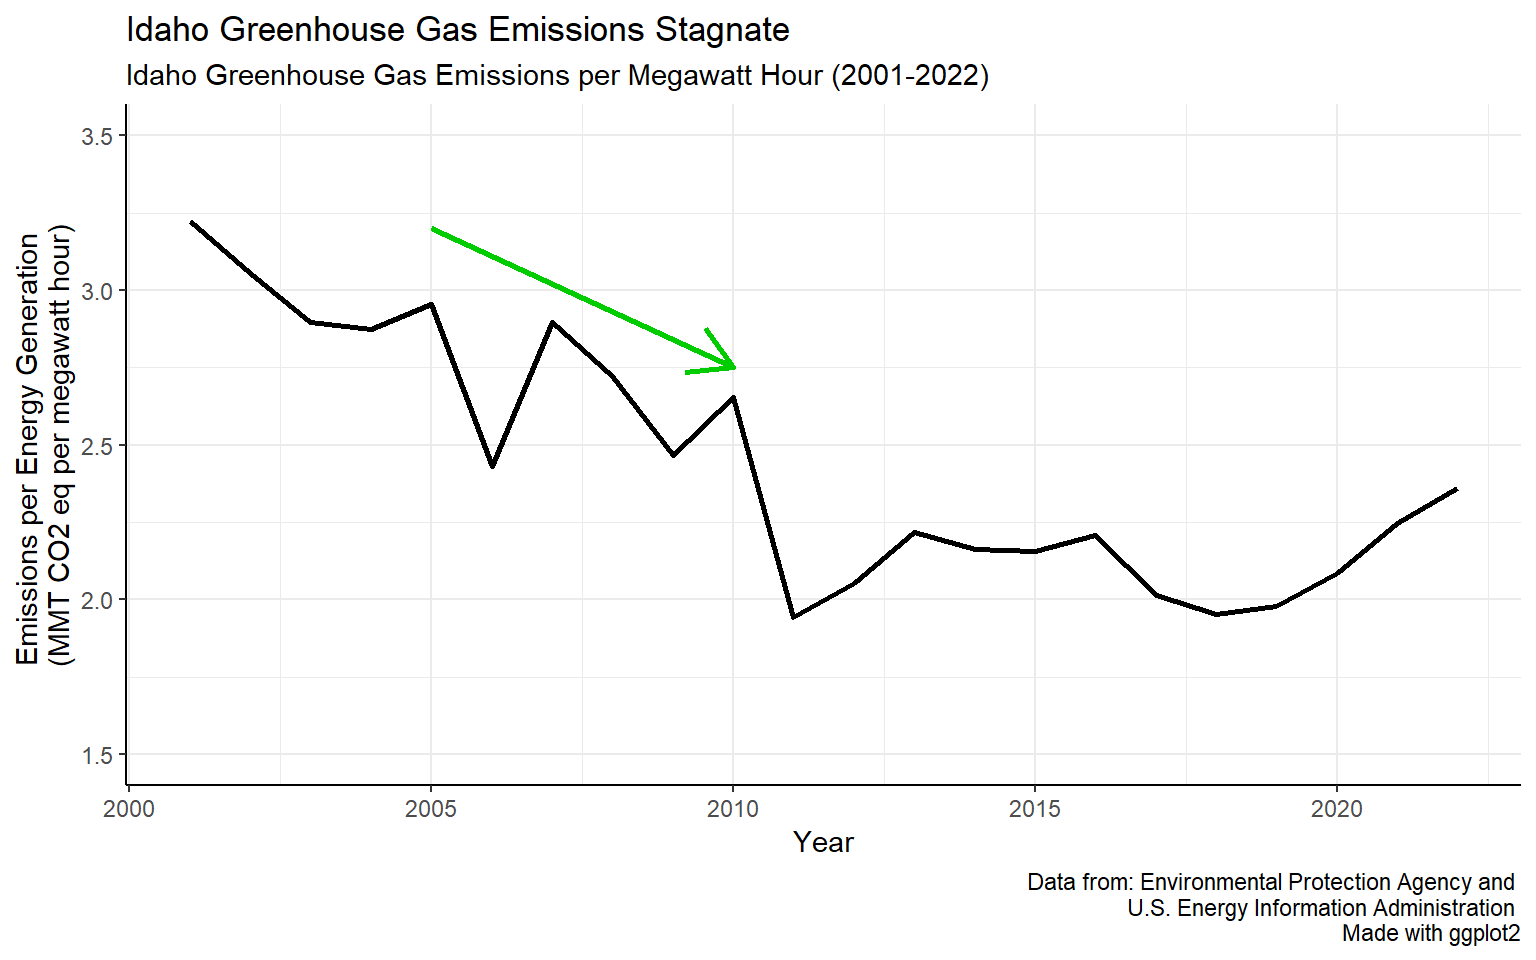 Idaho Greenhouse Gas Emissions Stagnate
Idaho Greenhouse Gas Emissions per Megawatt Hour (2001-2022)
Emissions per Energy Generation
(MMT CO2 eq per megawatt hour)
3.5
3.0
2.5
2.0
1.5
2000
2005
2010
2015
2020
Year
Data from: Environmental Protection Agency and
U.S. Energy Information Administration
Made with ggplot2